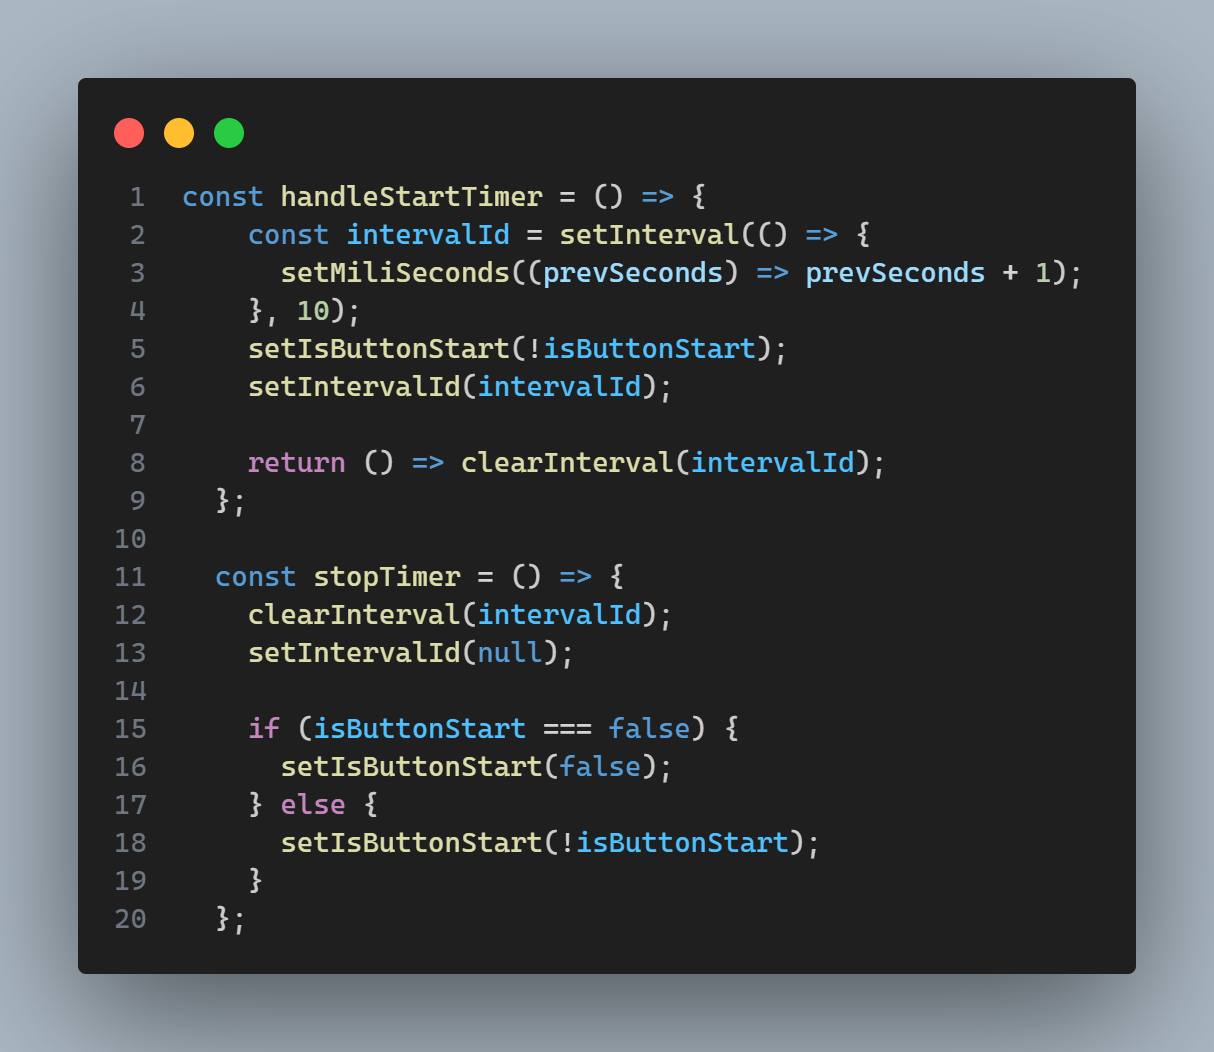 1 const handleStartTimer = () => {
2 const intervalId = setInterval(() => {
3 setMiliSeconds((prevSeconds) => prevSeconds + 1);
4 }, 10);
5 setIsButtonStart(!isButtonStart);
6 setIntervalId(intervalId);
7
8 return () => clearInterval(intervalId);
9 };
10
11 const stopTimer = () => {
12 clearInterval(intervalId);
13 setIntervalId(null);
14
15 if (isButtonStart === false) {
16 setIsButtonStart(false);
17 } else {
18 setIsButtonStart(!isButtonStart);
19 }
20 };